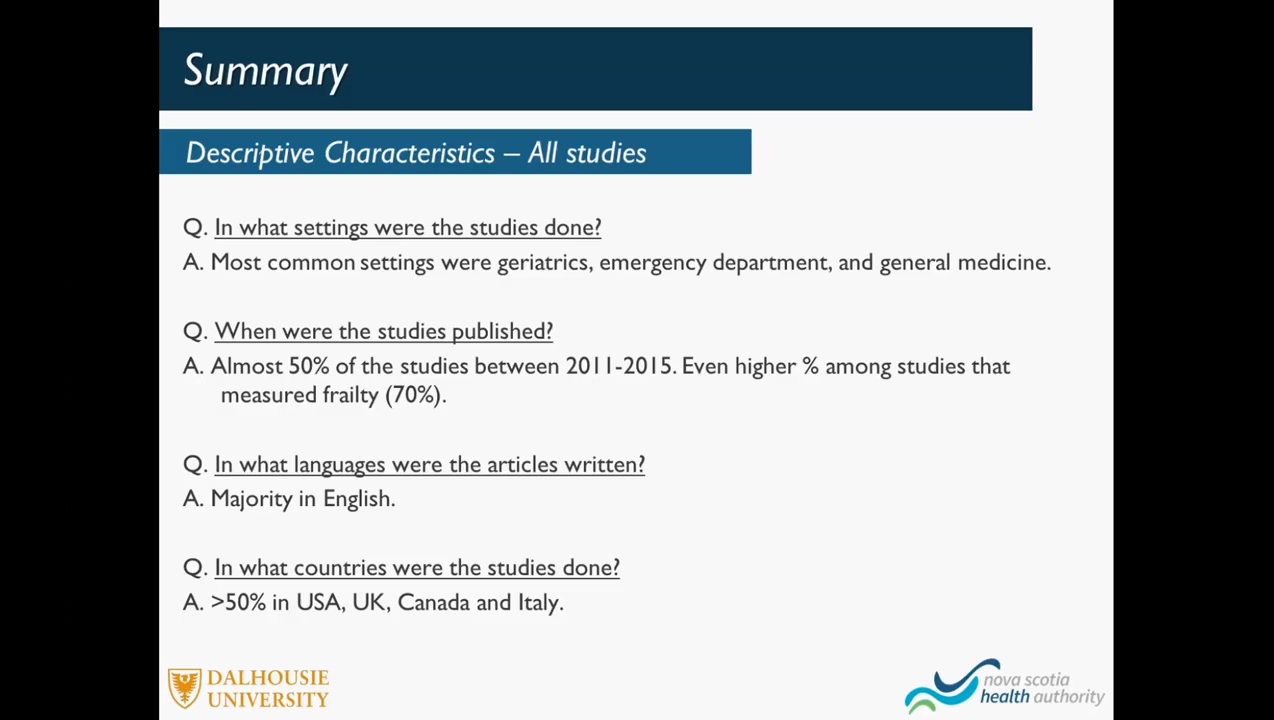 Summary
Descriptive Characteristics – All studies
Q. In what settings were the studies done?
A. Most common settings were geriatrics, emergency department, and general medicine.
Q. When were the studies published?
A. Almost 50% of the studies between 2011-2015. Even higher % among studies that
measured frailty (70%).
Q. In what languages were the articles written?
A. Majority in English.
Q. In what countries were the studies done?
A. >50% in USA, UK, Canada and Italy.
DALHOUSIE
UNIVERSITY
nova scotia
health authority